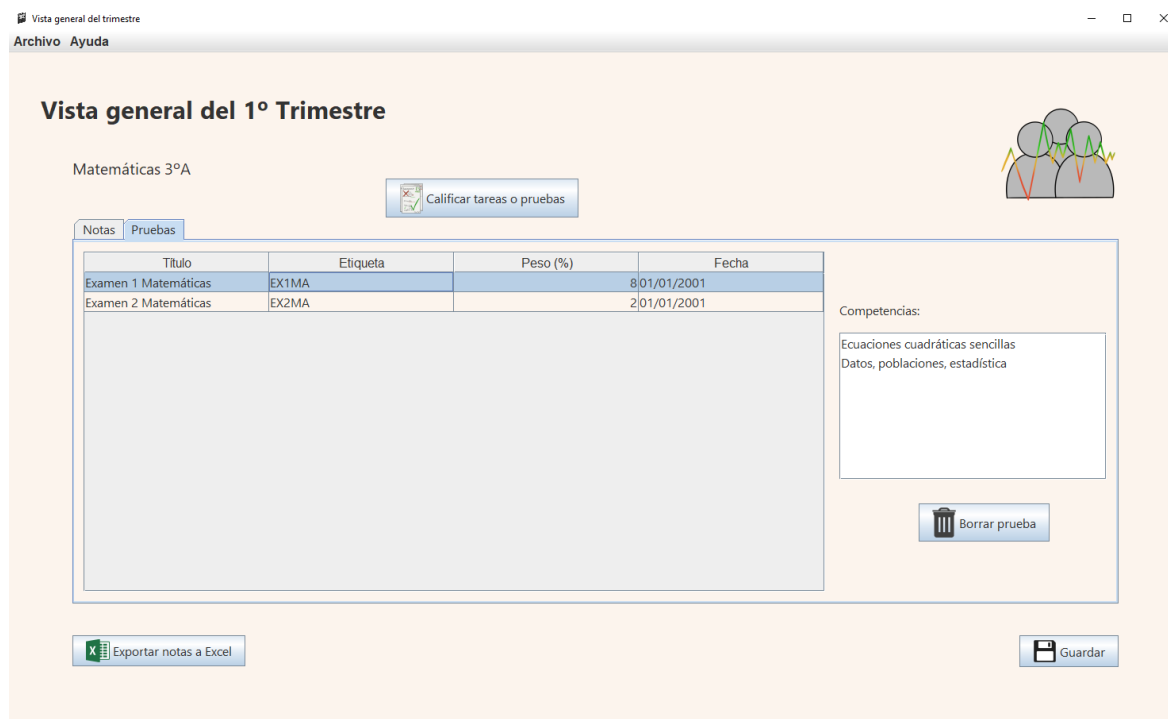 Vista general del trimestre
Archivo Ayuda
Vista general del 1º Trimestre
Matemáticas 3ºA
Calificar tareas o pruebas
Notas Pruebas
Título Etiqueta Peso (%) Fecha
Examen 1 Matemáticas EX1MA 8 01/01/2001
Examen 2 Matemáticas EX2MA 2 01/01/2001
Competencias:
Ecuaciones cuadráticas sencillas
Datos, poblaciones, estadística
Borrar prueba
Exportar notas a Excel
Guardar